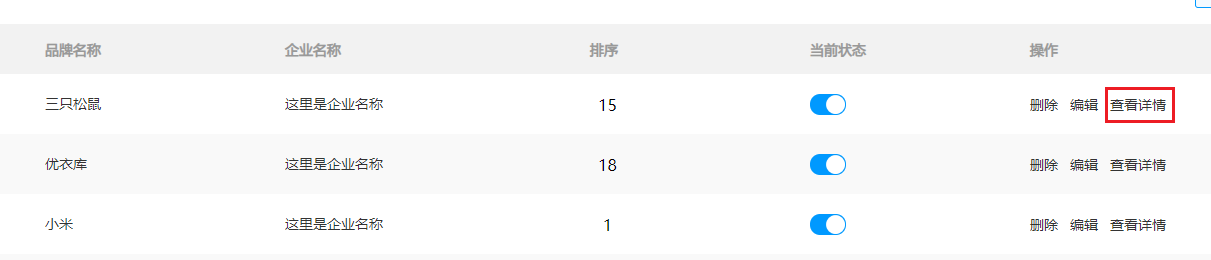 品牌名称 企业名称 排序 当前状态 操作
三只松鼠 这里是企业名称 15 删除 编辑 查看详情
优衣库 这里是企业名称 18 删除 编辑 查看详情
小米 这里是企业名称 1 删除 编辑 查看详情